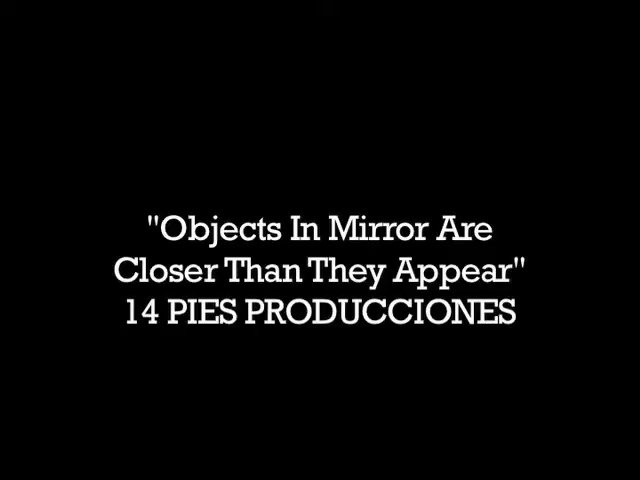 "Objects In Mirror Are
Closer Than They Appear"
14 PIES PRODUCCIONES